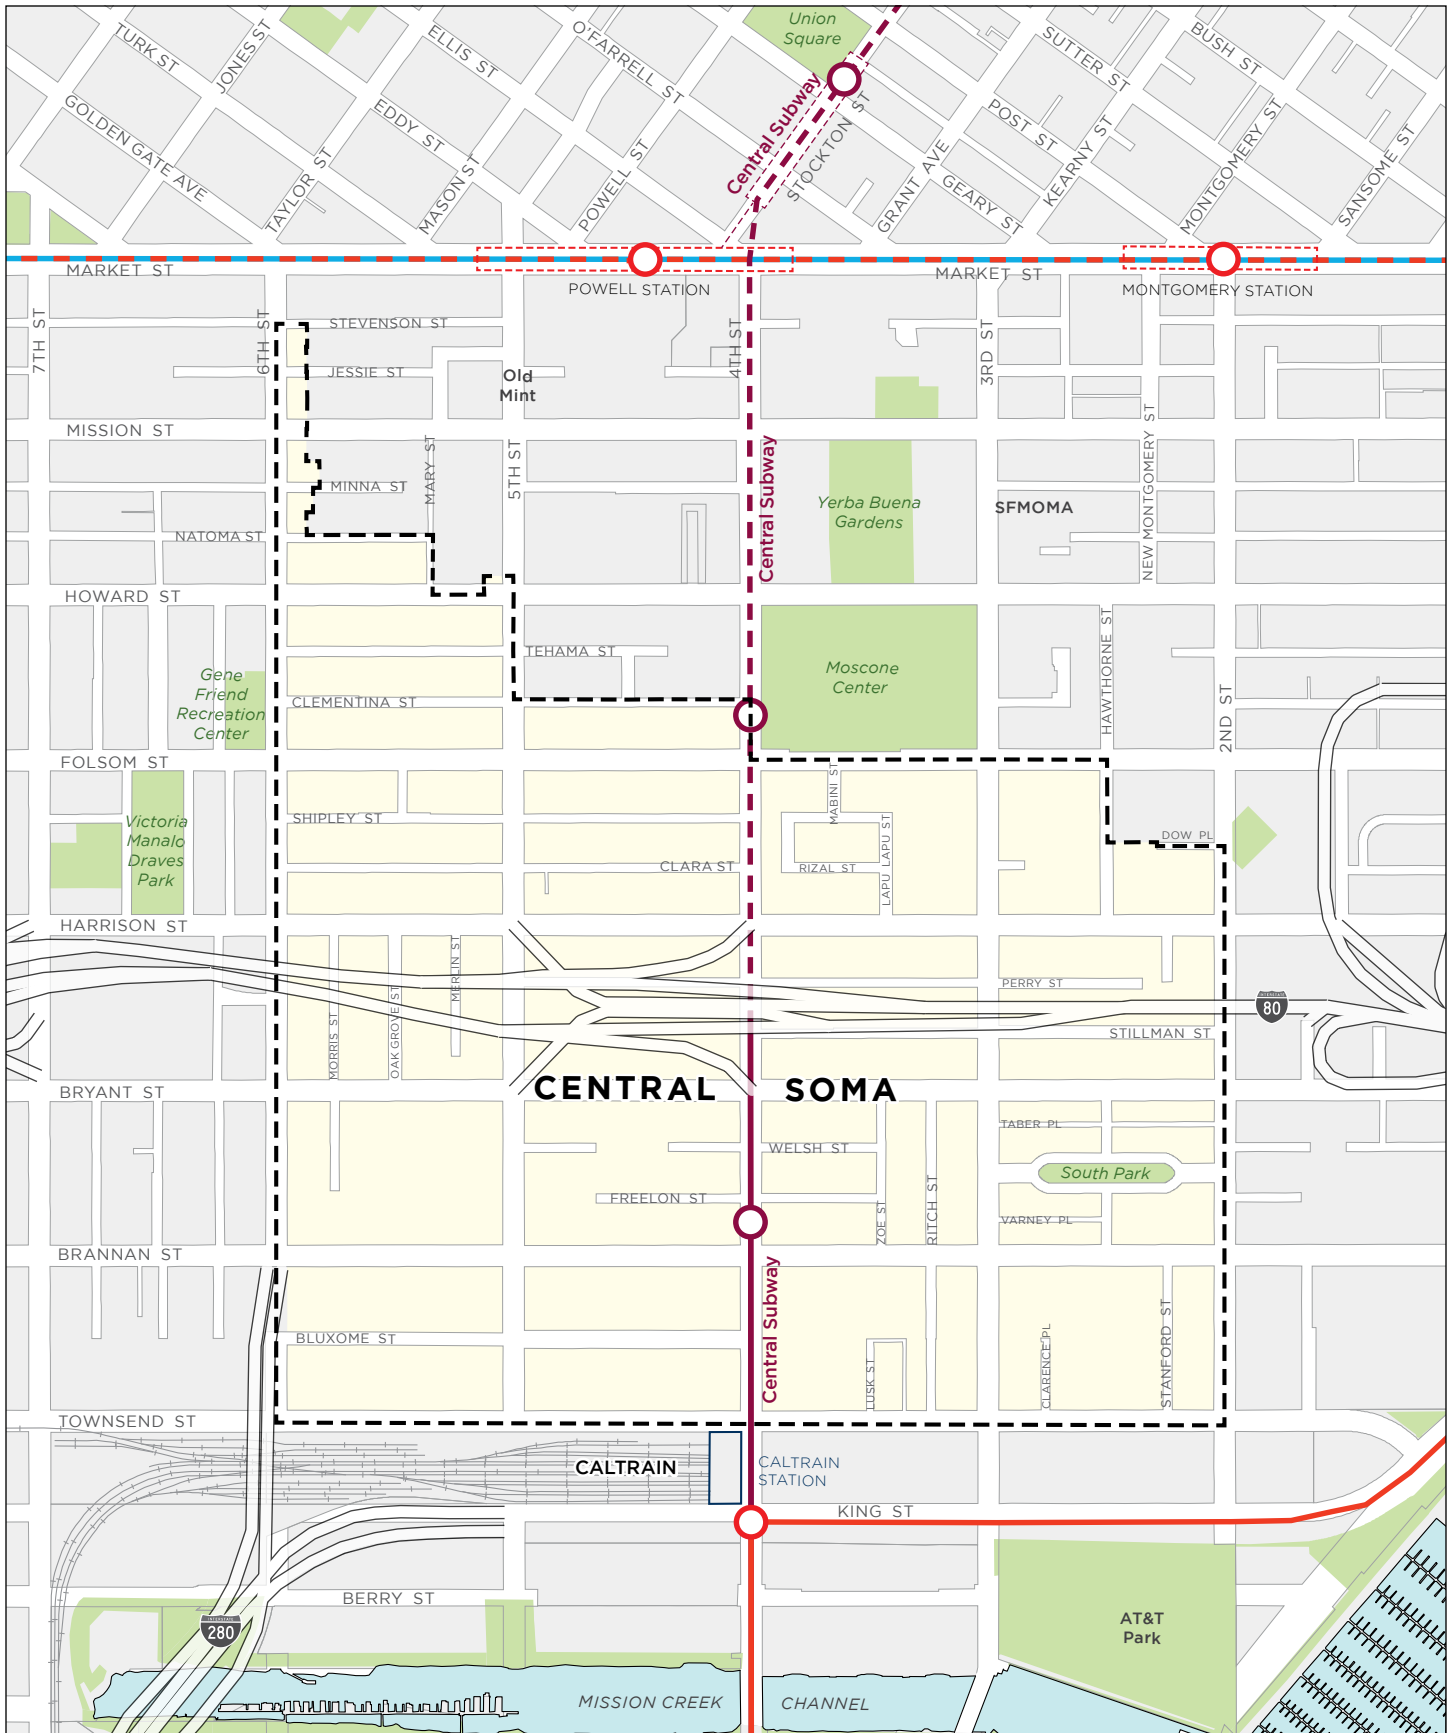 Union
Square
TURK ST
JONES ST
ELLIS ST
O'FARRELL ST
SUTTER ST
BUSH ST
GOLDEN GATE AVE
EDDY ST
Central Subway
STOCKTON ST
POST ST
KEARNY ST
MONTGOMERY ST
SANSOME ST
TAYLOR ST
MASON ST
POWELL ST
GRANT AVE
GEARY ST
MARKET ST
MARKET ST
POWELL STATION
MONTGOMERY STATION
7TH ST
6TH ST
STEVENSON ST
4TH ST
3RD ST
JESSIE ST
Old
Mint
MISSION ST
MARY ST
5TH ST
Central Subway
NEW MONTGOMERY ST
MINNA ST
Yerba Buena
Gardens
SFMOMA
NATOMA ST
HOWARD ST
TEHAMA ST
HAWTHORNE ST
Moscone
Center
Gene
Friend
Recreation
Center
CLEMENTINA ST
2ND ST
FOLSOM ST
MABINI ST
SHIPLEY ST
LAPU LAPU ST
DOW PL
Victoria
Manalo
Draves
Park
CLARA ST
RIZAL ST
HARRISON ST
MERLIN ST
PERRY ST
INTERSTATE
80
MORRIS ST
OAK GROVE ST
STILLMAN ST
BRYANT ST
CENTRAL SOMA
TABER PL
WELSH ST
South Park
FREELON ST
ZOE ST
RITCH ST
VARNEY PL
BRANNAN ST
Central Subway
BLUXOME ST
LUSK ST
CLARENCE PL
STANFORD ST
TOWNSEND ST
CALTRAIN
CALTRAIN
STATION
KING ST
BERRY ST
INTERSTATE
280
AT&T
Park
MISSION CREEK CHANNEL